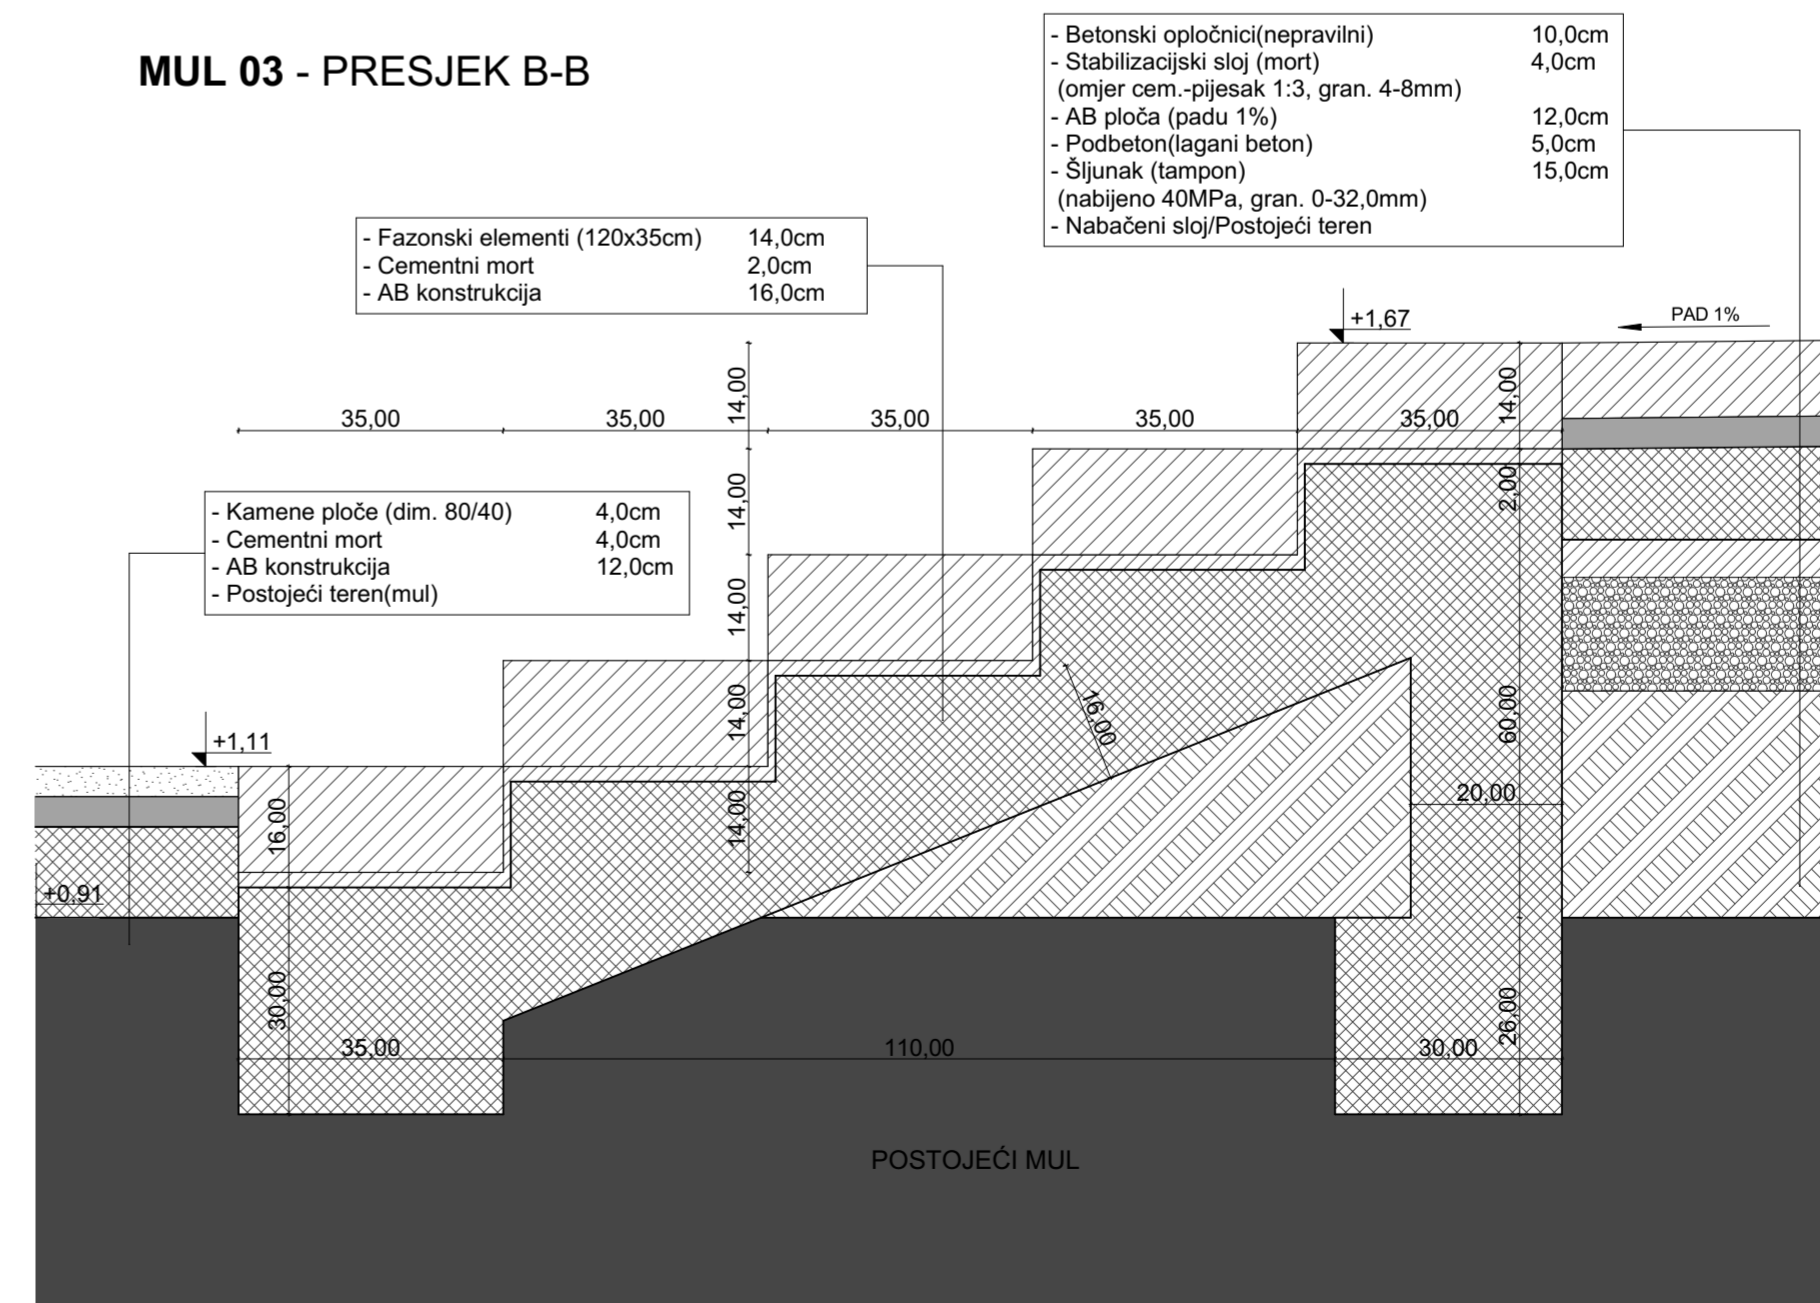 MUL 03 - PRESJEK B-B
- Betonski opločnici(nepravilni) 10,0cm
- Stabilizacijski sloj (mort) 4,0cm
(omjer cem.-pijesak 1:3, gran. 4-8mm)
- AB ploča (padu 1%) 12,0cm
- Podbeton(lagani beton) 5,0cm
- Šljunak (tampon) 15,0cm
(nabijeno 40MPa, gran. 0-32,0mm)
- Nabačeni sloj/Postojeći teren
- Fazonski elementi (120x35cm) 14,0cm
- Cementni mort 2,0cm
- AB konstrukcija 16,0cm
+1,67
PAD 1%
35,00 35,00 35,00 35,00 35,00
14,00
14,00
14,00
14,00
14,00
14,00
2,00
60,00
26,00
- Kamene ploče (dim. 80/40) 4,0cm
- Cementni mort 4,0cm
- AB konstrukcija 12,0cm
- Postojeći teren(mul)
+1,11
16,00
16,00
20,00
+0,91
30,00
35,00 110,00 30,00
POSTOJEĆI MUL